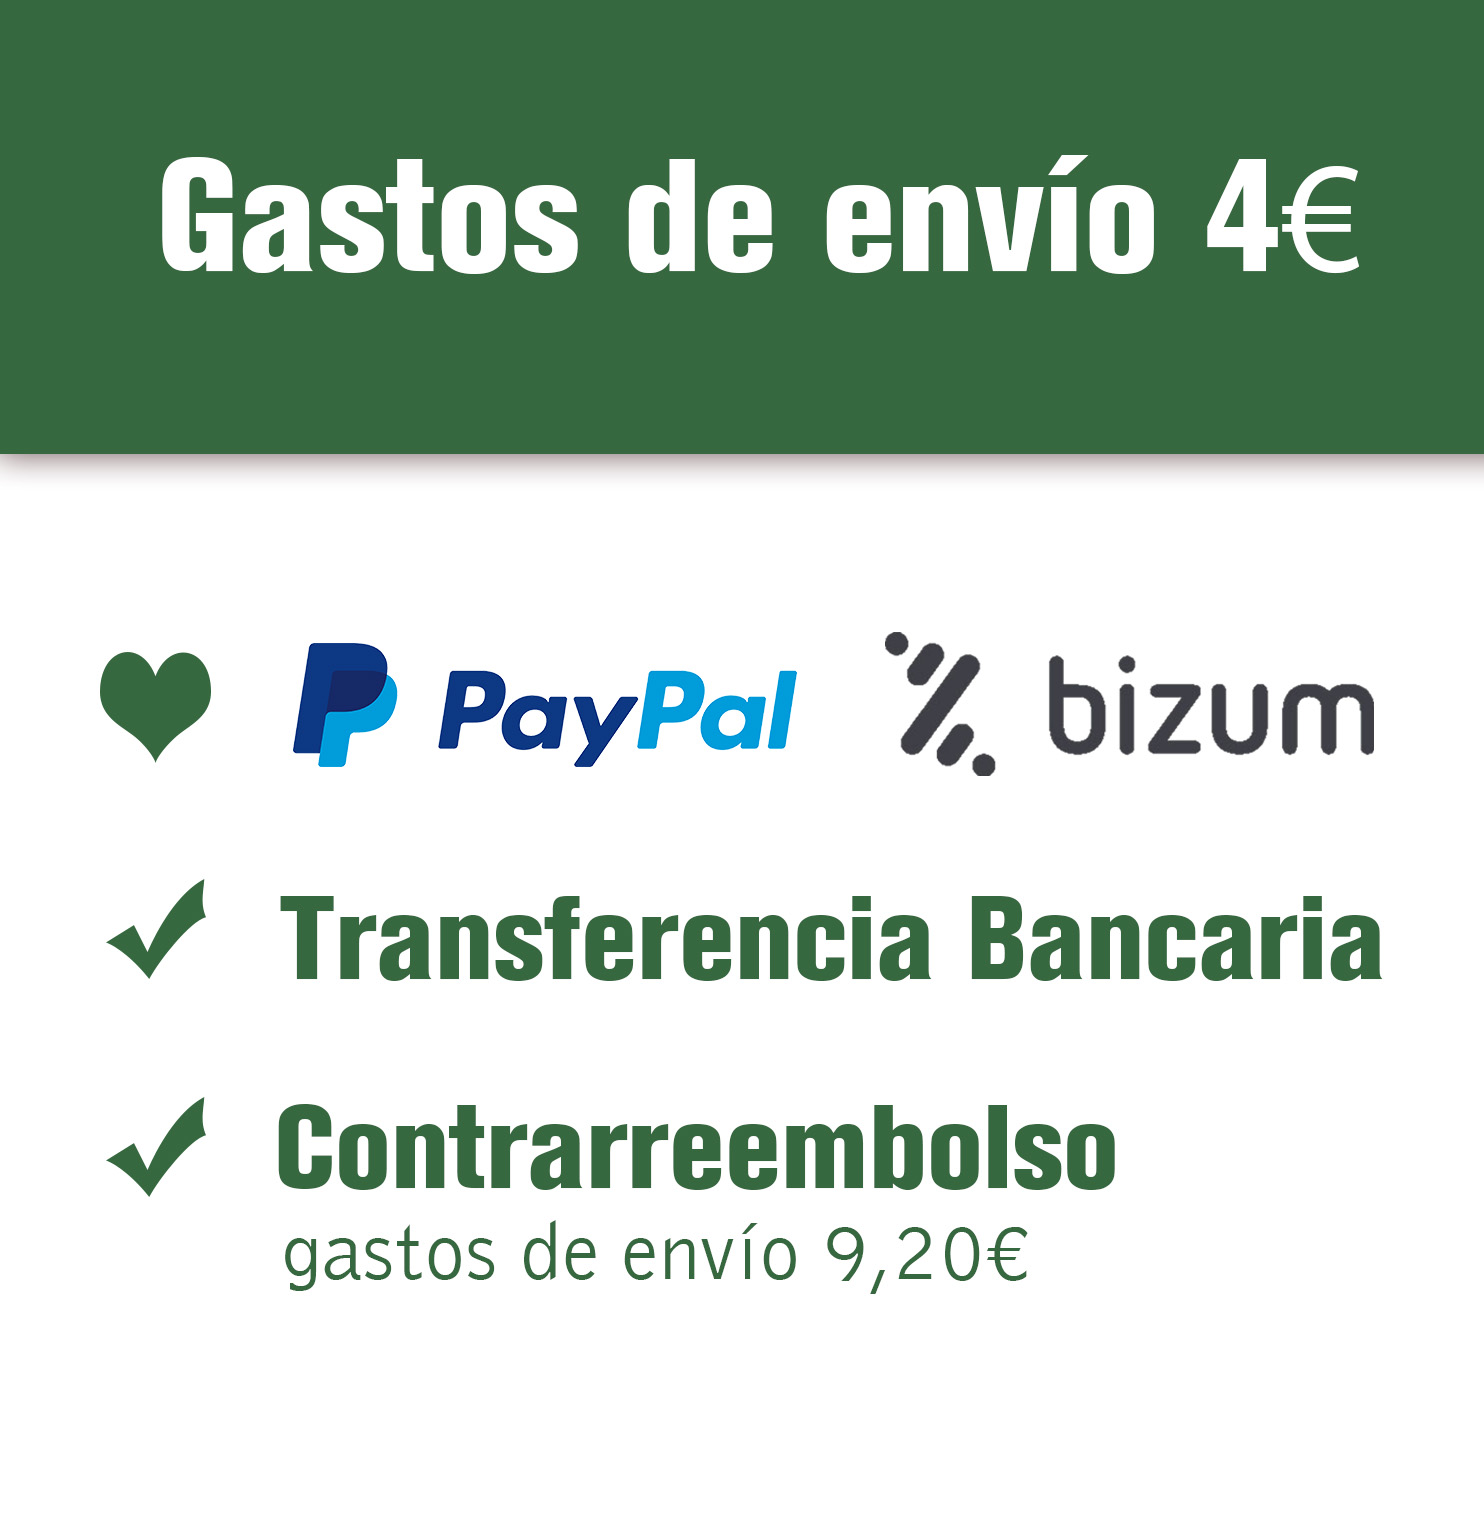 Gastos de envío 4€
PayPal bizum
Transferencia Bancaria
Contrarreembolso
gastos de envío 9,20€